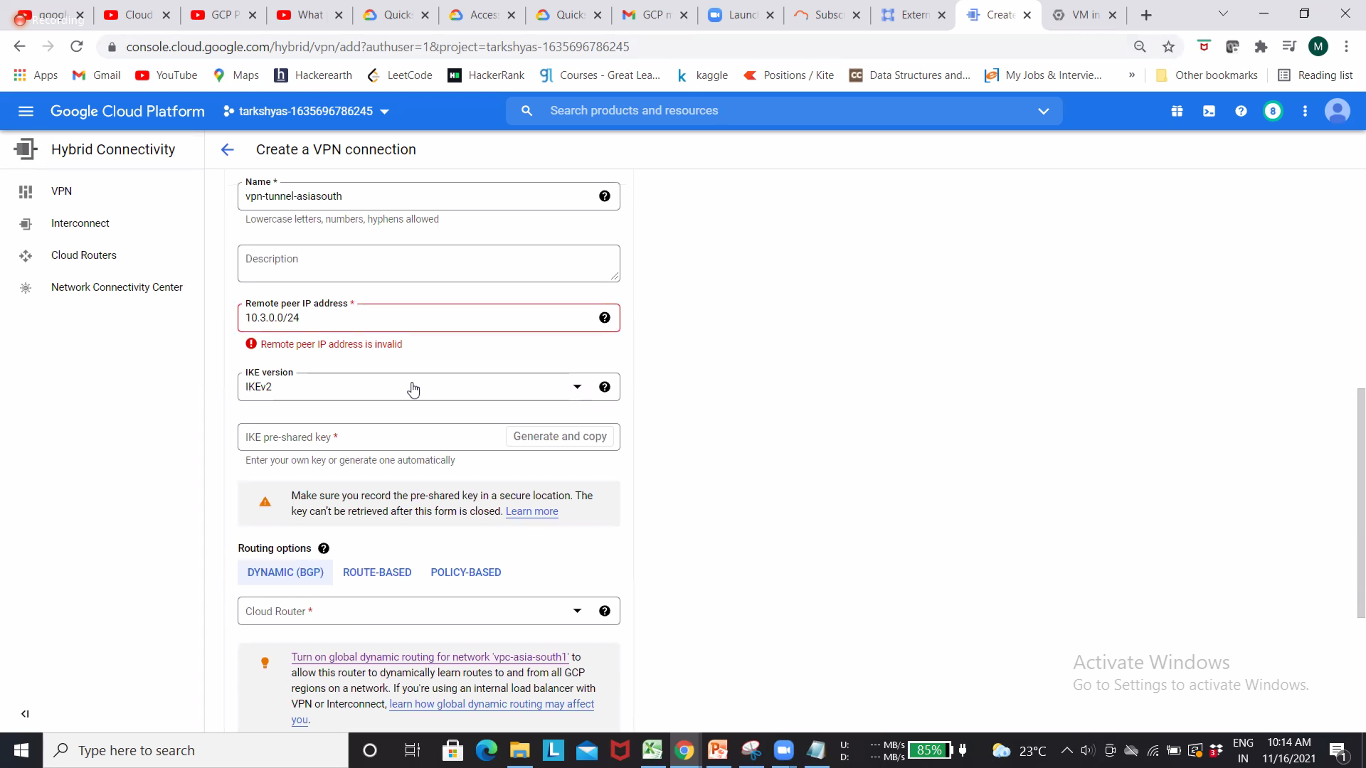 googl
Cloud
GCP P
What
Quick
Acces
Quick
GCP n
Launc
Subsc
Extern
Create
VM in
Recording
console.cloud.google.com/hybrid/vpn/add?authuser=1&project=tarkshyas-1635696786245
M
Apps
Gmail
YouTube
Maps
Hackerearth
LeetCode
HackerRank
Courses - Great Lea...
kaggle
Positions / Kite
Data Structures and...
My Jobs & Intervie...
»
Other bookmarks
Reading list
Google Cloud Platform
tarkshyas-1635696786245
Search products and resources
8
Hybrid Connectivity
Create a VPN connection
VPN
Interconnect
Cloud Routers
Network Connectivity Center
Name *
vpn-tunnel-asiasouth
Lowercase letters, numbers, hyphens allowed
Description
Remote peer IP address *
10.3.0.0/24
Remote peer IP address is invalid
IKE version
IKEv2
IKE pre-shared key *
Generate and copy
Enter your own key or generate one automatically
Make sure you record the pre-shared key in a secure location. The
key can't be retrieved after this form is closed. Learn more
Routing options
DYNAMIC (BGP)
ROUTE-BASED
POLICY-BASED
Cloud Router *
Turn on global dynamic routing for network 'vpc-asia-south1' to
allow this router to dynamically learn routes to and from all GCP
regions on a network. If you're using an internal load balancer with
VPN or Interconnect, learn how global dynamic routing may affect
you.
Activate Windows
Go to Settings to activate Windows.
Type here to search
U: --- MB/s
D: --- MB/s
85%
23°C
ENG
IN
10:14 AM
11/16/2021
1